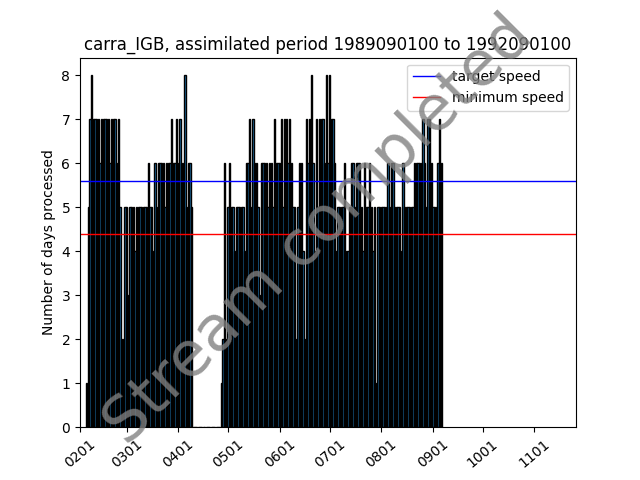 carra_IGB, assimilated period 1989090100 to 1992090100
target speed
minimum speed
Stream completed
Number of days processed
8
7
6
5
4
3
2
1
0
0201 0301 0401 0501 0601 0701 0801 0901 1001 1101